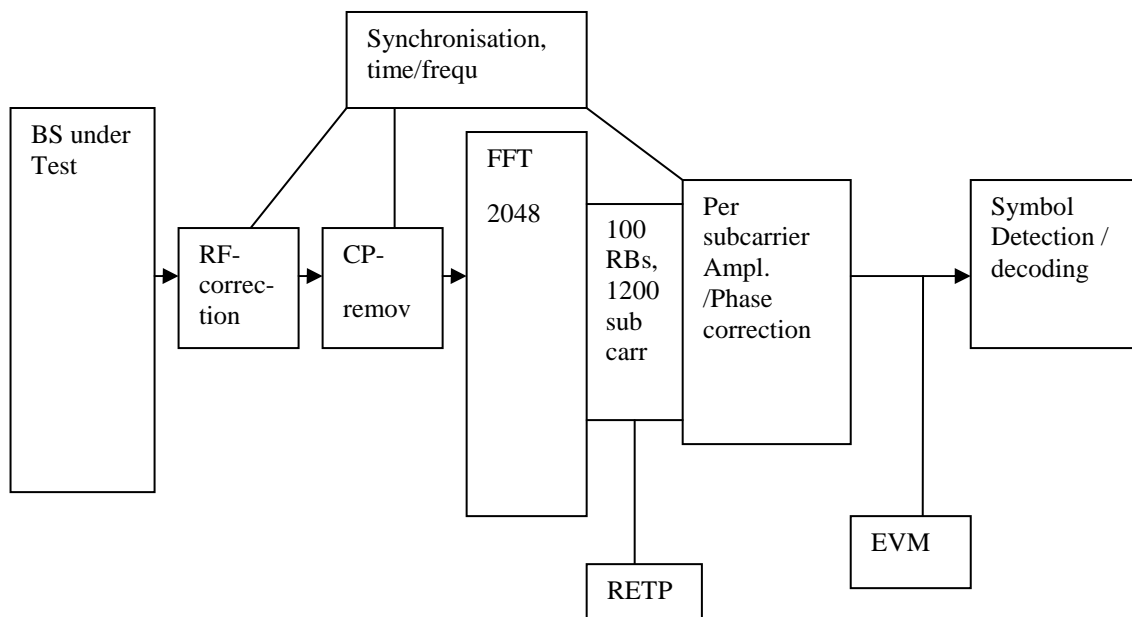 Synchronisation,
time/frequ
BS under
Test
FFT
2048
RF-
correc-
tion
CP-
remov
100
RBs,
1200
sub
carr
Per
subcarrier
Ampl.
/Phase
correction
Symbol
Detection /
decoding
EVM
RETP